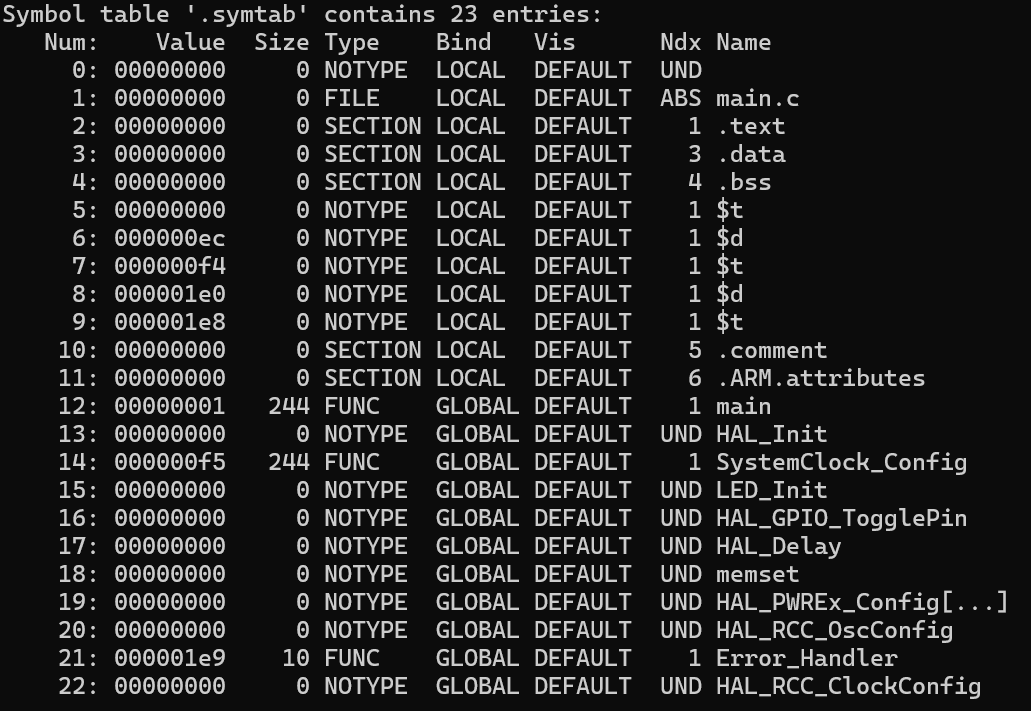 Symbol table '.symtab' contains 23 entries:
   Num:    Value  Size Type    Bind   Vis      Ndx Name
     0: 00000000     0 NOTYPE  LOCAL  DEFAULT  UND
     1: 00000000     0 FILE    LOCAL  DEFAULT  ABS main.c
     2: 00000000     0 SECTION LOCAL  DEFAULT    1 .text
     3: 00000000     0 SECTION LOCAL  DEFAULT    3 .data
     4: 00000000     0 SECTION LOCAL  DEFAULT    4 .bss
     5: 00000000     0 NOTYPE  LOCAL  DEFAULT    1 $t
     6: 000000ec     0 NOTYPE  LOCAL  DEFAULT    1 $d
     7: 000000f4     0 NOTYPE  LOCAL  DEFAULT    1 $t
     8: 000001e0     0 NOTYPE  LOCAL  DEFAULT    1 $d
     9: 000001e8     0 NOTYPE  LOCAL  DEFAULT    1 $t
    10: 00000000     0 SECTION LOCAL  DEFAULT    5 .comment
    11: 00000000     0 SECTION LOCAL  DEFAULT    6 .ARM.attributes
    12: 00000001   244 FUNC    GLOBAL DEFAULT    1 main
    13: 00000000     0 NOTYPE  GLOBAL DEFAULT  UND HAL_Init
    14: 000000f5   244 FUNC    GLOBAL DEFAULT    1 SystemClock_Config
    15: 00000000     0 NOTYPE  GLOBAL DEFAULT  UND LED_Init
    16: 00000000     0 NOTYPE  GLOBAL DEFAULT  UND HAL_GPIO_TogglePin
    17: 00000000     0 NOTYPE  GLOBAL DEFAULT  UND HAL_Delay
    18: 00000000     0 NOTYPE  GLOBAL DEFAULT  UND memset
    19: 00000000     0 NOTYPE  GLOBAL DEFAULT  UND HAL_PWREx_Config[...]
    20: 00000000     0 NOTYPE  GLOBAL DEFAULT  UND HAL_RCC_OscConfig
    21: 000001e9    10 FUNC    GLOBAL DEFAULT    1 Error_Handler
    22: 00000000     0 NOTYPE  GLOBAL DEFAULT  UND HAL_RCC_ClockConfig